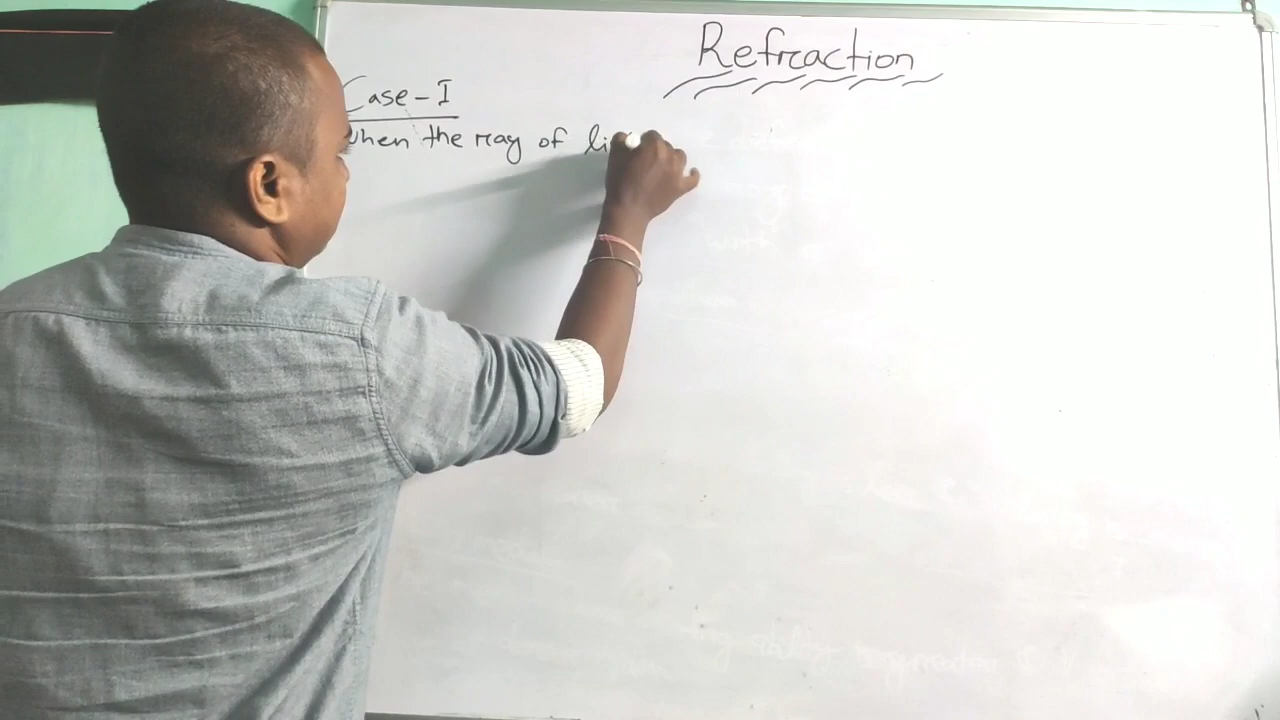 Refraction
Case-I
When the ray of li